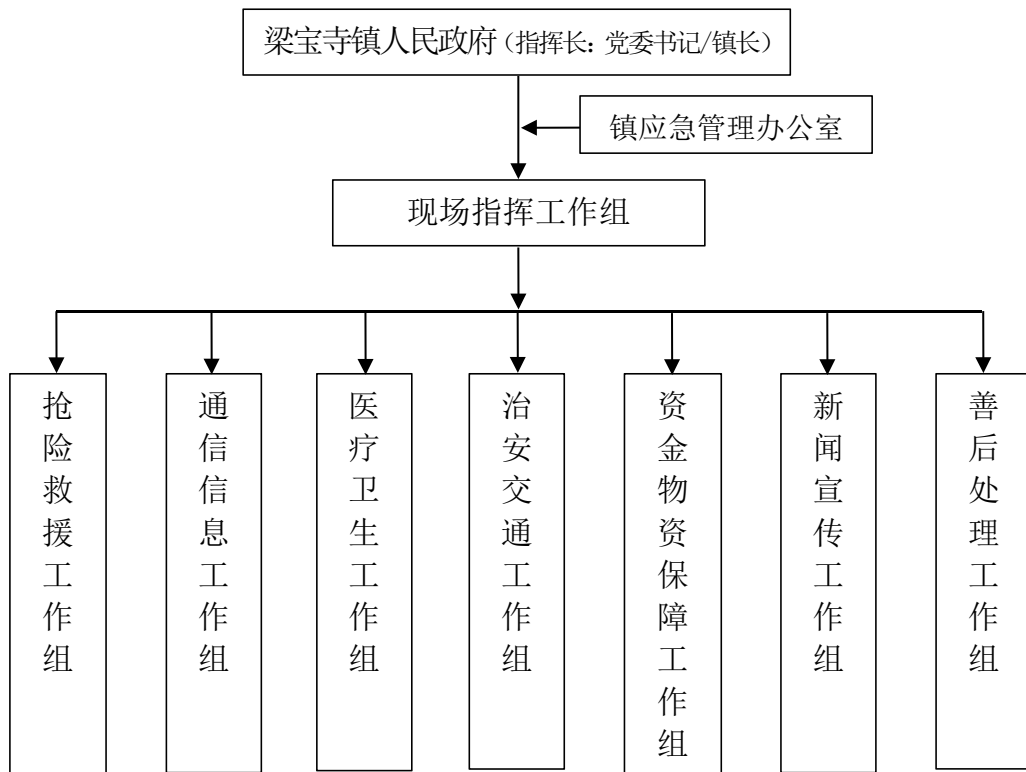 梁宝寺镇人民政府（指挥长：党委书记/镇长）
镇应急管理办公室
现场指挥工作组
抢险救援工作组
通信信息工作组
医疗卫生工作组
治安交通工作组
资金物资保障工作组
新闻宣传工作组
善后处理工作组